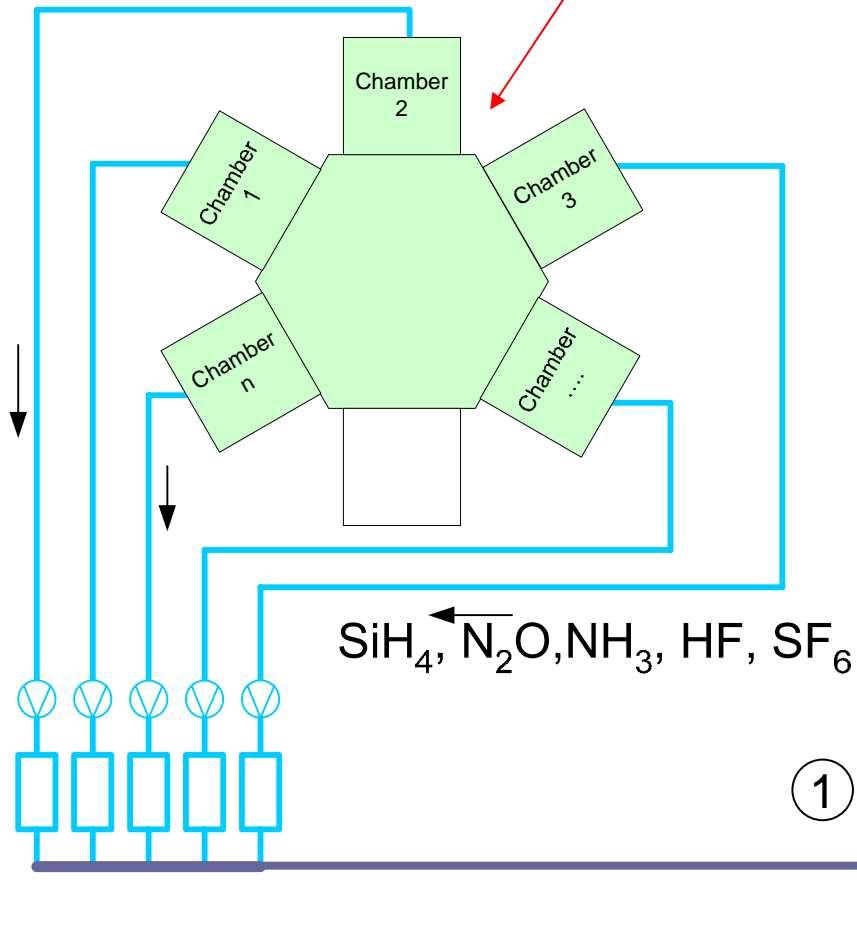 Chamber
2
Chamber
1
Chamber
3
Chamber
n
Chamber
....
SiH4, N2O,NH3, HF, SF6
1